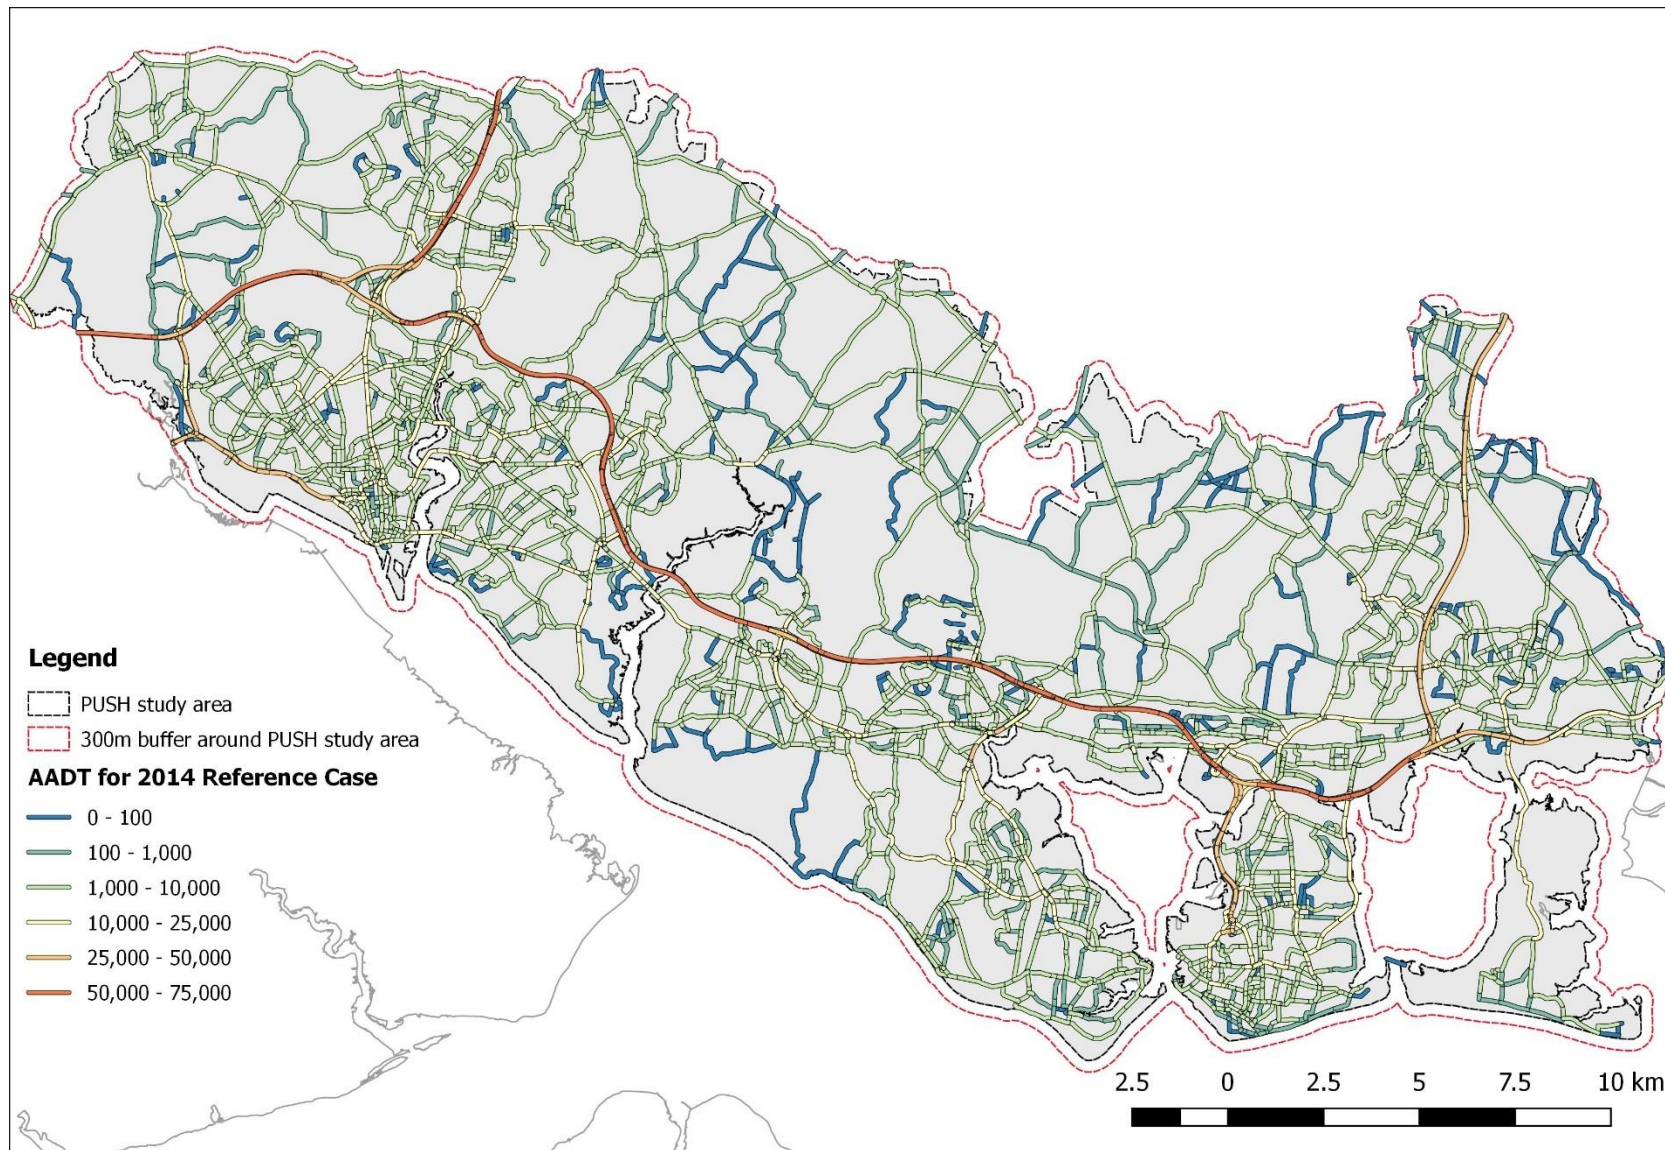 Legend
PUSH study area
300m buffer around PUSH study area
AADT for 2014 Reference Case
0 - 100
100 - 1,000
1,000 - 10,000
10,000 - 25,000
25,000 - 50,000
50,000 - 75,000
2.5 0 2.5 5 7.5 10 km